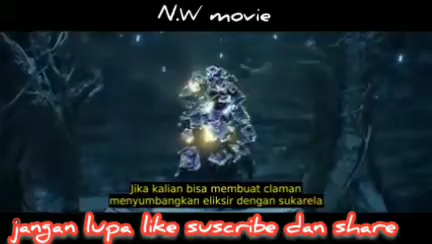 N.W movie
Jika kalian bisa membuat claman
menyumbangkan eliksir dengan sukarela
jangan lupa like suscribe dan share